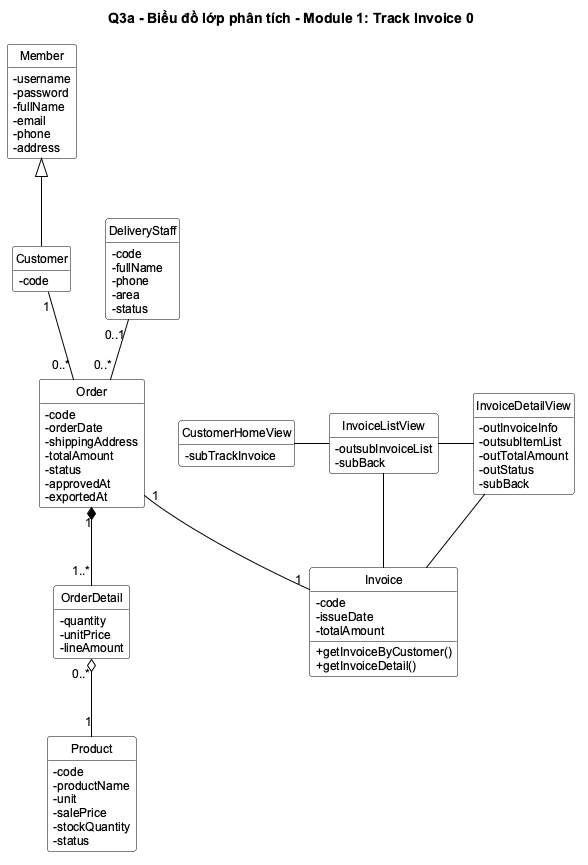 Q3a - Biểu đồ lớp phân tích - Module 1: Track Invoice 0
Member
-username
-password
-fullName
-email
-phone
-address
Customer
-code
DeliveryStaff
-code
-fullName
-phone
-area
-status
1
0..*
0..1
0..*
Order
-code
-orderDate
-shippingAddress
-totalAmount
-status
-approvedAt
-exportedAt
CustomerHomeView
-subTrackInvoice
InvoiceListView
-outsubInvoiceList
-subBack
InvoiceDetailView
-outInvoiceInfo
-outsubItemList
-outTotalAmount
-outStatus
-subBack
1
1
1
1..*
Invoice
-code
-issueDate
-totalAmount
+getInvoiceByCustomer()
+getInvoiceDetail()
OrderDetail
-quantity
-unitPrice
-lineAmount
0..*
1
Product
-code
-productName
-unit
-salePrice
-stockQuantity
-status